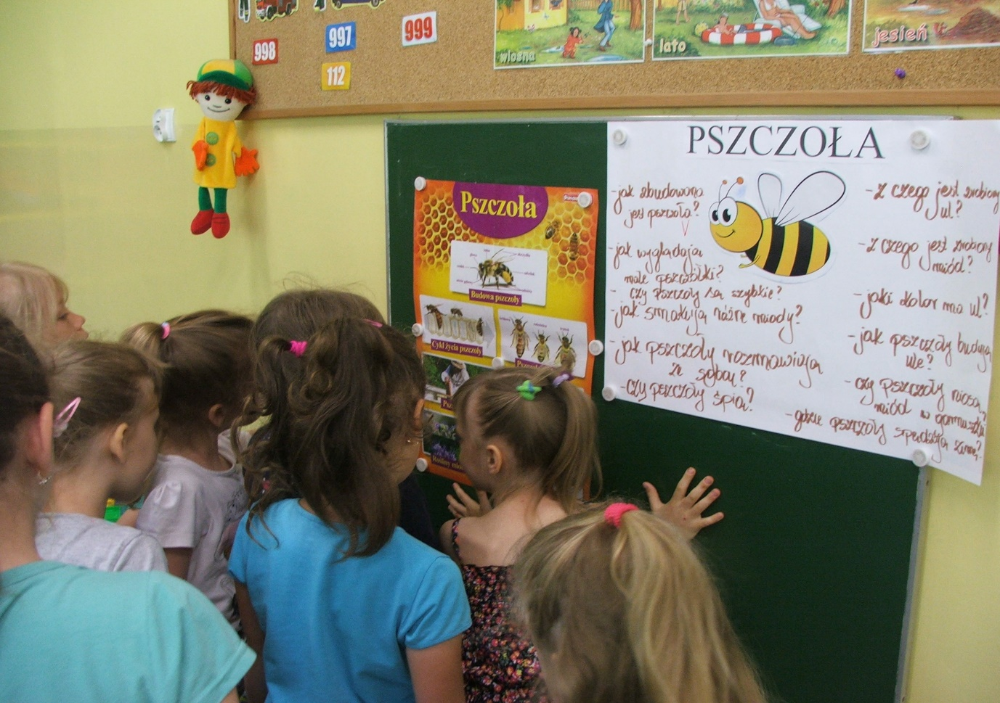 998
997
999
112
wiosna
lato
jesień
Pszczoła
Budowa pszczoły
Cykl życia pszczoły
PSZCZOŁA
- jak zbudowana
jest pszczoła?
- jak wyglądają
małe pszczółki?
- czy pszczoły są szybkie?
- jak smakują różne miody?
- jak pszczoły rozmawiają
ze sobą?
- czy pszczoły śpią?
- z czego jest zrobiony
ul?
- z czego jest zrobiony
miód?
- jaki kolor ma ul?
- jak pszczoły budują
ule?
- czy pszczoły niosą
miód w garnuszku?
- gdzie pszczoły spędzają zimę?